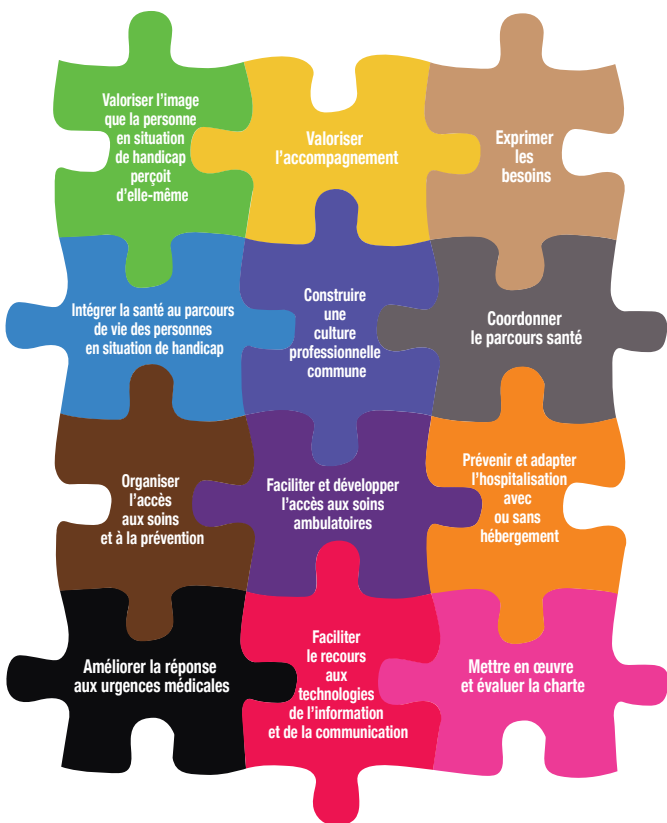 Valoriser l'image
que la personne
en situation
de handicap
perçoit
d'elle-même
Valoriser
l'accompagnement
Exprimer
les
besoins
Intégrer la santé au parcours
de vie des personnes
en situation de handicap
Construire
une
culture
professionnelle
commune
Coordonner
le parcours santé
Organiser
l'accès
aux soins
et à la prévention
Faciliter et développer
l'accès aux soins
ambulatoires
Prévenir et adapter
l'hospitalisation
avec
ou sans
hébergement
Améliorer la réponse
aux urgences médicales
Faciliter
le recours
aux
technologies
de l'information
et de la communication
Mettre en œuvre
et évaluer la charte